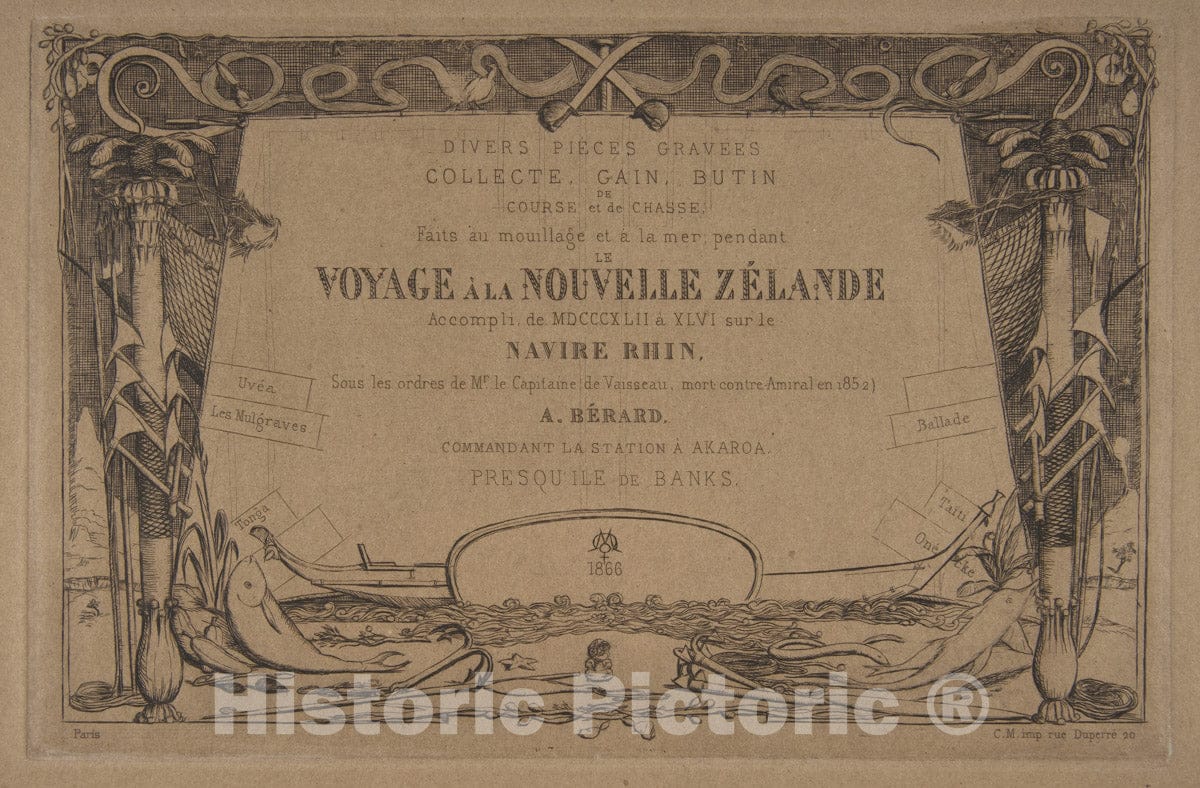 DIVERS PIECES GRAVEES
COLLECTE, GAIN, BUTIN
DE
COURSE et de CHASSE,
Faits au mouillage et à la mer, pendant
LE
VOYAGE À LA NOUVELLE ZÉLANDE
Accompli, de MDCCCXLII à XLVI sur le
NAVIRE RHIN,
Sous les ordres de Mr. le Capitaine de Vaisseau, mort contre-Amiral en 1852)
A. BÉRARD,
COMMANDANT LA STATION À AKAROA,
PRESQU'ILE DE BANKS.
Uvéa
Les Mulgraves
Ballade
Tonga
Taïti
1866
Historic Pictoric ®
Paris
C.M. imp rue Duperré 20